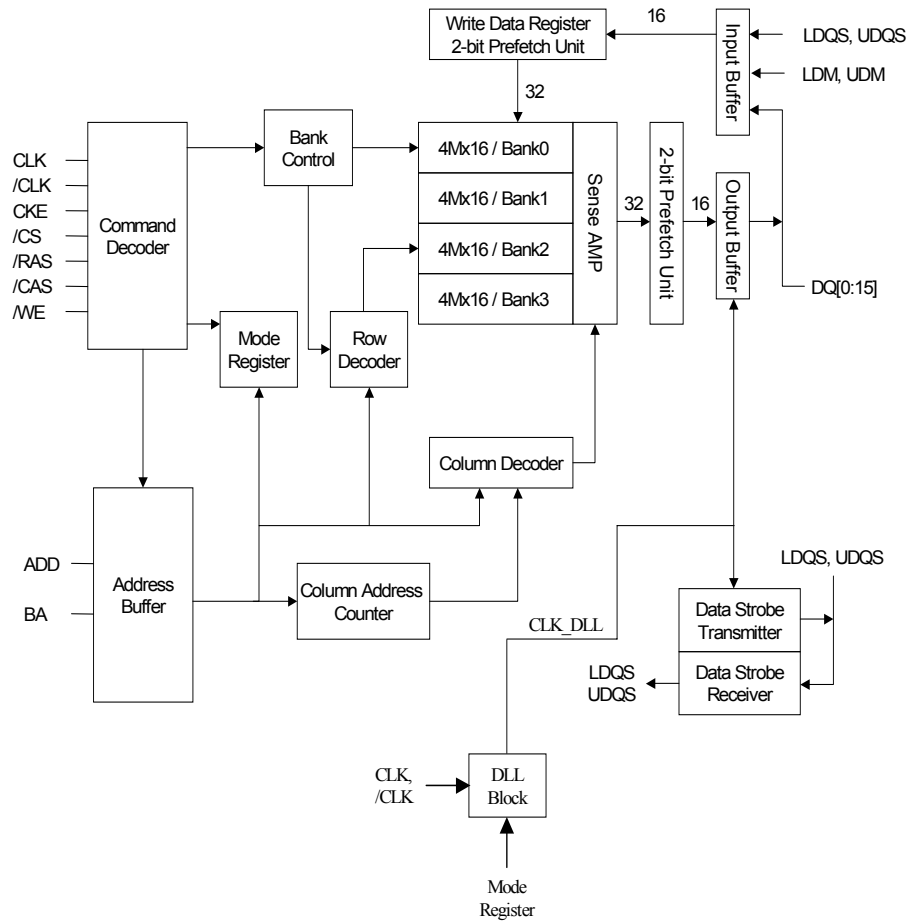 Write Data Register
2-bit Prefetch Unit
16
Input Buffer
LDQS, UDQS
LDM, UDM
32
Bank
Control
4Mx16 / Bank0
4Mx16 / Bank1
4Mx16 / Bank2
4Mx16 / Bank3
Sense AMP
32
2-bit Prefetch Unit
16
Output Buffer
DQ[0:15]
CLK
/CLK
CKE
/CS
/RAS
/CAS
/WE
Command
Decoder
Mode
Register
Row
Decoder
Column Decoder
ADD
BA
Address
Buffer
Column Address
Counter
CLK_DLL
LDQS, UDQS
Data Strobe
Transmitter
Data Strobe
Receiver
LDQS
UDQS
CLK,
/CLK
DLL
Block
Mode
Register